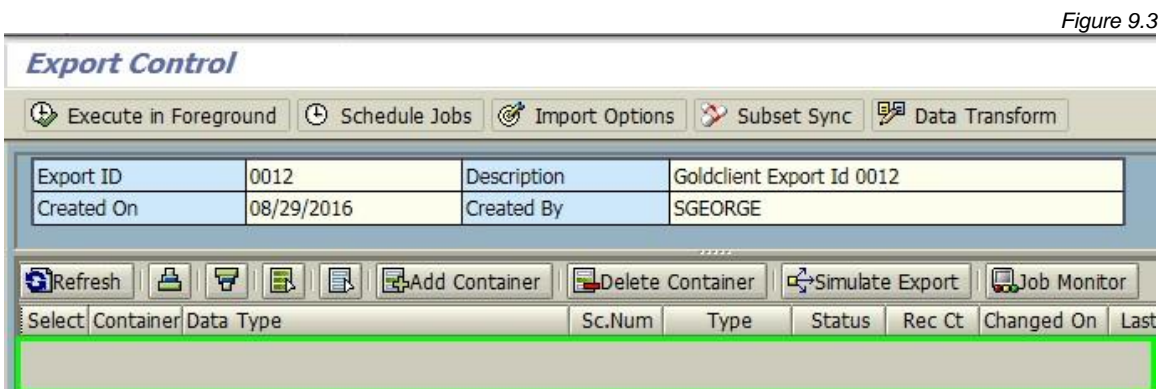 Figure 9.3
Export Control
Execute in Foreground Schedule Jobs Import Options Subset Sync Data Transform
Export ID 0012 Description Goldclient Export Id 0012
Created On 08/29/2016 Created By SGEORGE
Refresh Add Container Delete Container Simulate Export Job Monitor
Select Container Data Type Sc.Num Type Status Rec Ct Changed On Last